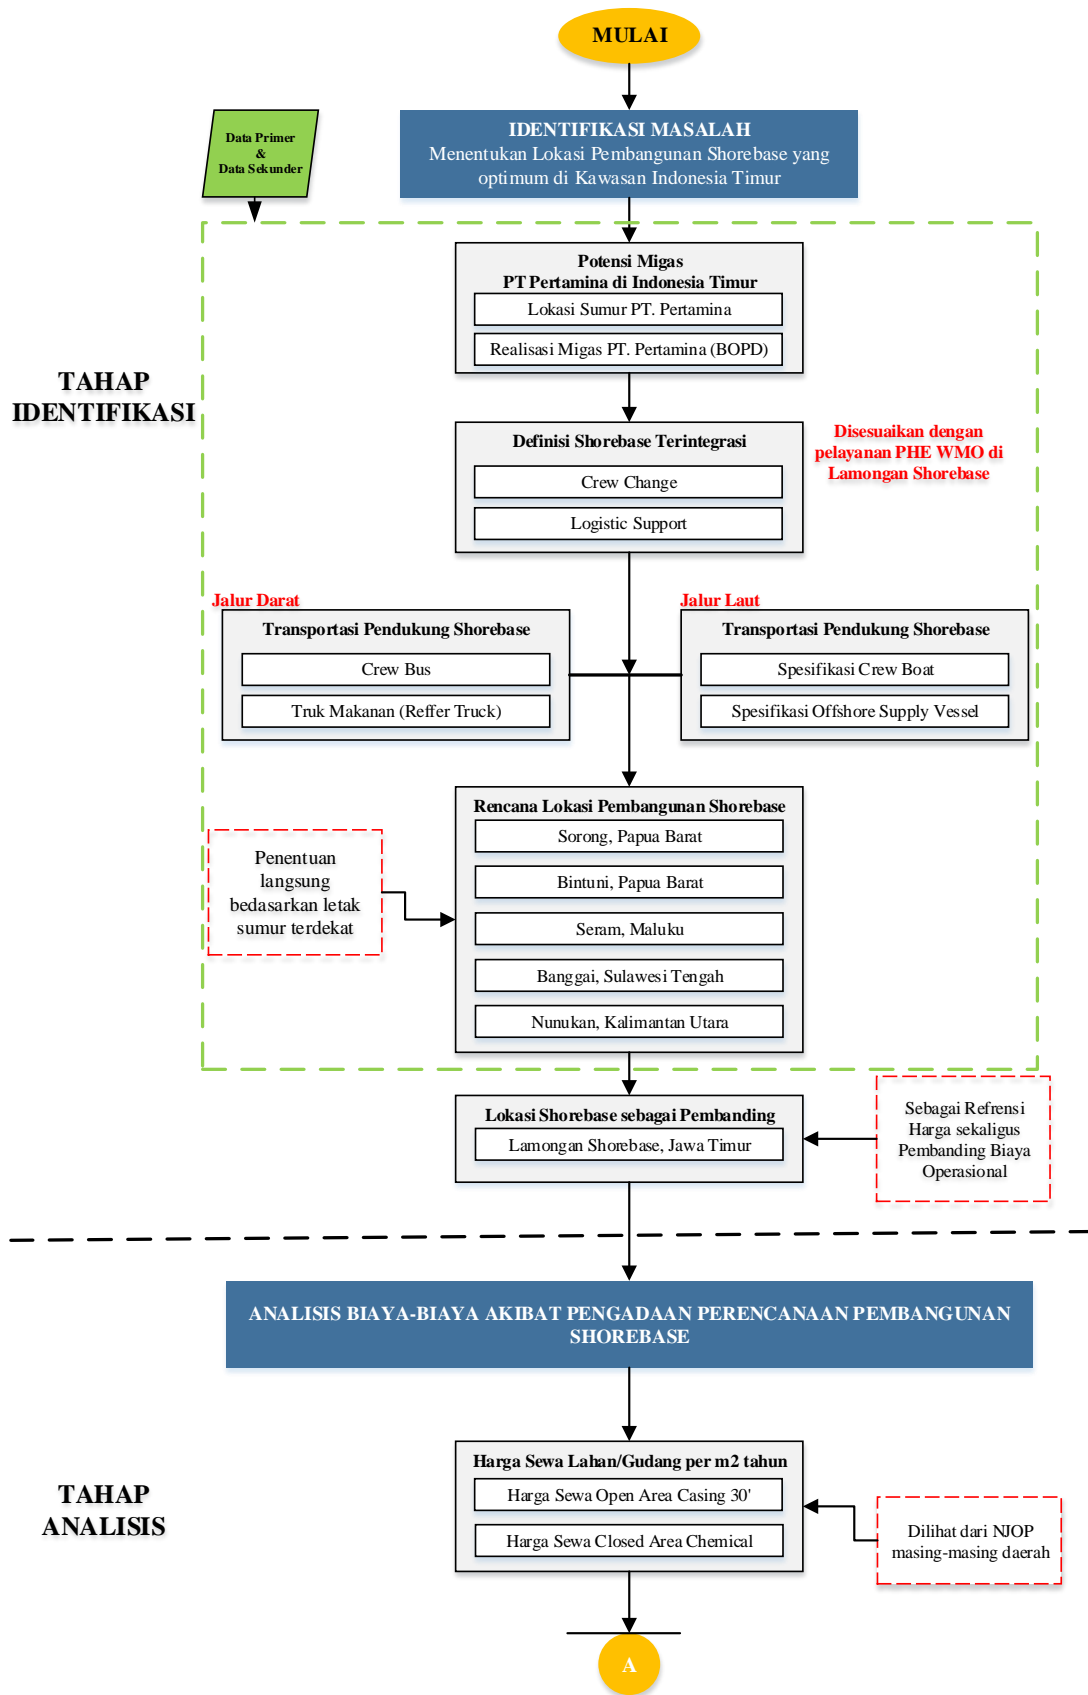 MULAI
Data Primer
&
Data Sekunder
IDENTIFIKASI MASALAH
Menentukan Lokasi Pembangunan Shorebase yang
optimum di Kawasan Indonesia Timur
Potensi Migas
PT Pertamina di Indonesia Timur
Lokasi Sumur PT. Pertamina
Realisasi Migas PT. Pertamina (BOPD)
TAHAP
IDENTIFIKASI
Definisi Shorebase Terintegrasi
Crew Change
Logistic Support
Disesuaikan dengan
pelayanan PHE WMO di
Lamongan Shorebase
Jalur Darat
Transportasi Pendukung Shorebase
Crew Bus
Truk Makanan (Reffer Truck)
Jalur Laut
Transportasi Pendukung Shorebase
Spesifikasi Crew Boat
Spesifikasi Offshore Supply Vessel
Rencana Lokasi Pembangunan Shorebase
Sorong, Papua Barat
Bintuni, Papua Barat
Seram, Maluku
Banggai, Sulawesi Tengah
Nunukan, Kalimantan Utara
Penentuan
langsung
bedasarkan letak
sumur terdekat
Lokasi Shorebase sebagai Pembanding
Lamongan Shorebase, Jawa Timur
Sebagai Refrensi
Harga sekaligus
Pembanding Biaya
Operasional
ANALISIS BIAYA-BIAYA AKIBAT PENGADAAN PERENCANAAN PEMBANGUNAN
SHOREBASE
TAHAP
ANALISIS
Harga Sewa Lahan/Gudang per m2 tahun
Harga Sewa Open Area Casing 30'
Harga Sewa Closed Area Chemical
Dilihat dari NJOP
masing-masing daerah
A